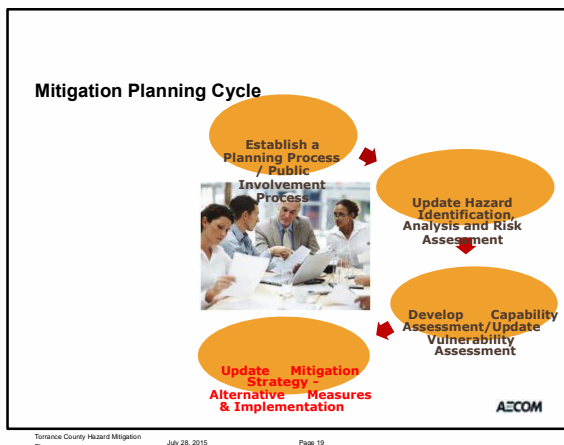 Mitigation Planning Cycle
Establish a
Planning Process
/ Public
Involvement
Process
Update Hazard
Identification,
Analysis and Risk
Assessment
Develop Capability
Assessment/Update
Vulnerability
Assessment
Update Mitigation
Strategy -
Alternative Measures
& Implementation
AECOM
Torrance County Hazard Mitigation
July 28, 2015
Page 19